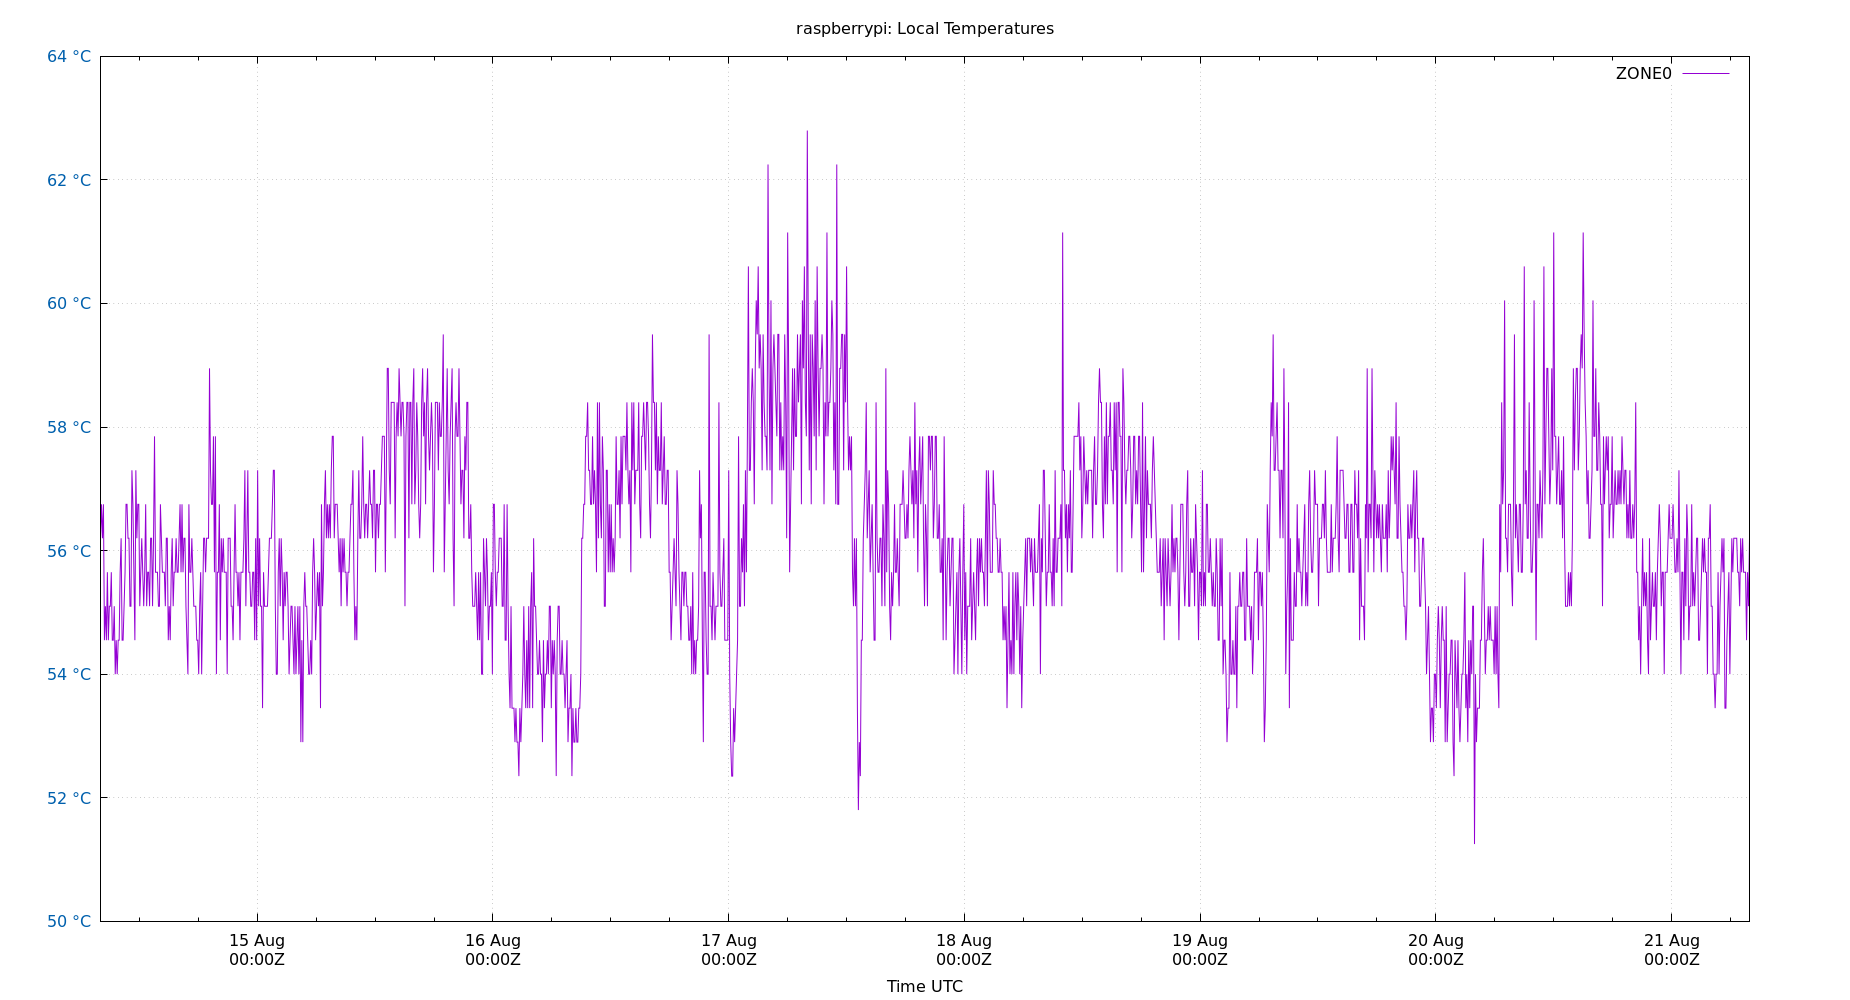 raspberrypi: Local Temperatures
64 °C
ZONE0
62 °C
60 °C
58 °C
56 °C
54 °C
52 °C
50 °C
15 Aug 16 Aug 17 Aug 18 Aug 19 Aug 20 Aug 21 Aug
00:00Z 00:00Z 00:00Z 00:00Z 00:00Z 00:00Z 00:00Z
Time UTC